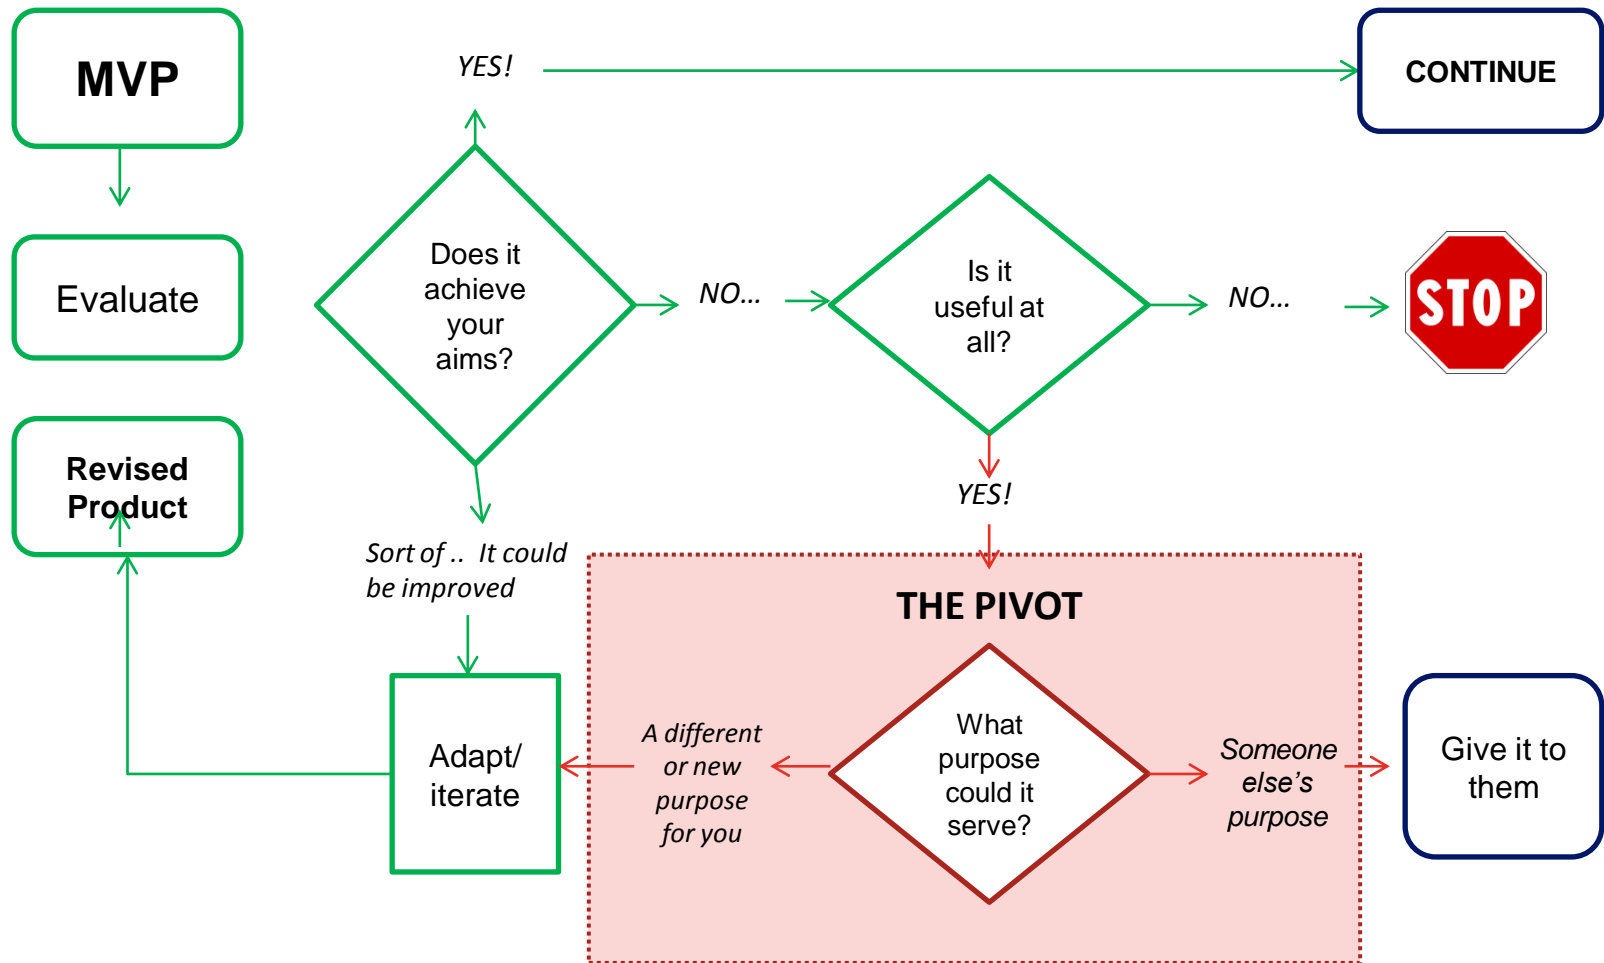 MVP
YES!
CONTINUE
Evaluate
Does it
achieve
your
aims?
NO...
Is it
useful at
all?
NO...
STOP
Revised
Product
Sort of .. It could
be improved
YES!
THE PIVOT
Adapt/
iterate
A different
or new
purpose
for you
What
purpose
could it
serve?
Someone
else's
purpose
Give it to
them